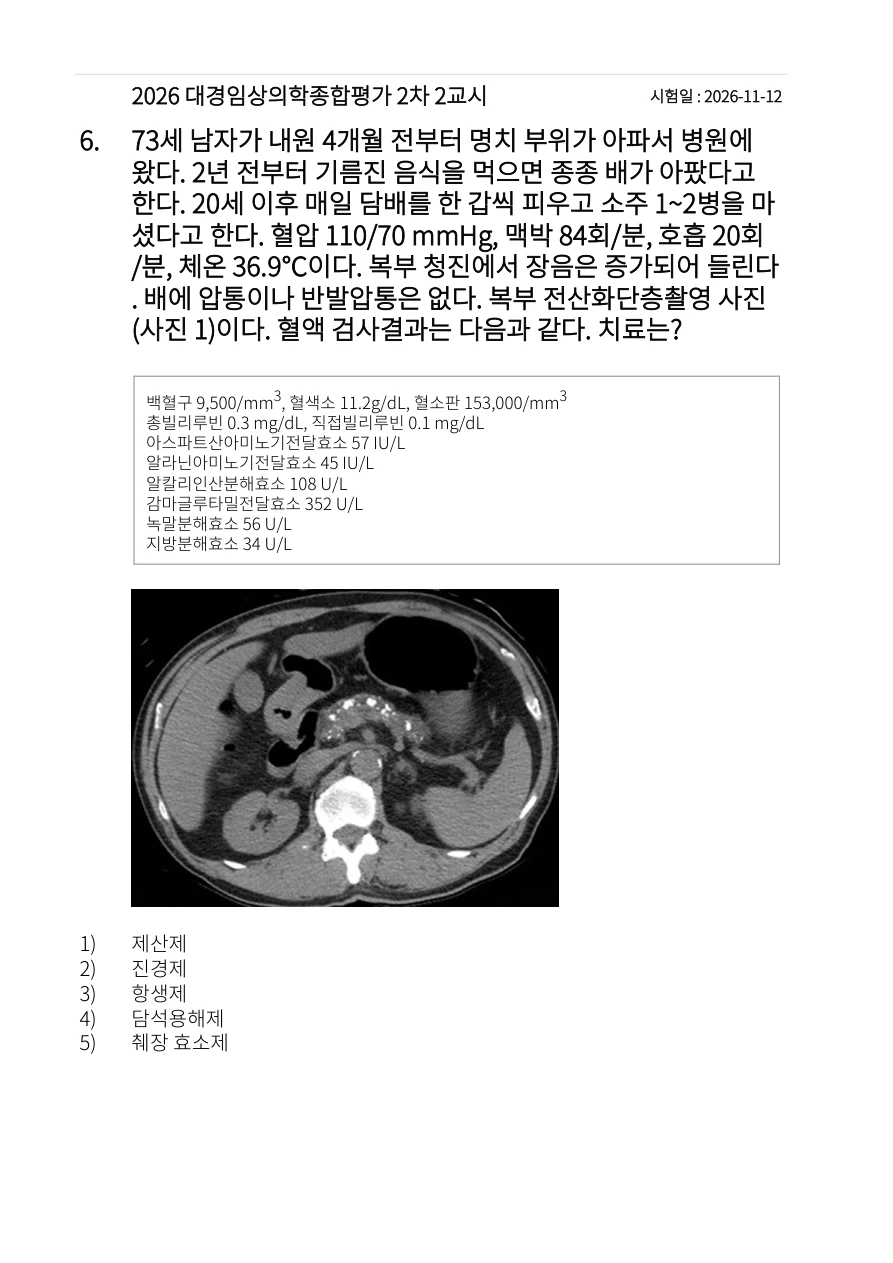 2026 대경임상의학종합평가 2차 2교시
시험일 : 2026-11-12
6. 73세 남자가 내원 4개월 전부터 명치 부위가 아파서 병원에
왔다. 2년 전부터 기름진 음식을 먹으면 종종 배가 아팠다고
한다. 20세 이후 매일 담배를 한 갑씩 피우고 소주 1~2병을 마
셨다고 한다. 혈압 110/70 mmHg, 맥박 84회/분, 호흡 20회
/분, 체온 36.9°C이다. 복부 청진에서 장음은 증가되어 들린다
. 배에 압통이나 반발압통은 없다. 복부 전산화단층촬영 사진
(사진 1)이다. 혈액 검사결과는 다음과 같다. 치료는?
백혈구 9,500/mm³, 혈색소 11.2g/dL, 혈소판 153,000/mm³
총빌리루빈 0.3 mg/dL, 직접빌리루빈 0.1 mg/dL
아스파트산아미노기전달효소 57 IU/L
알라닌아미노기전달효소 45 IU/L
알칼리인산분해효소 108 U/L
감마글루타밀전달효소 352 U/L
녹말분해효소 56 U/L
지방분해효소 34 U/L
1) 제산제
2) 진경제
3) 항생제
4) 담석용해제
5) 췌장 효소제